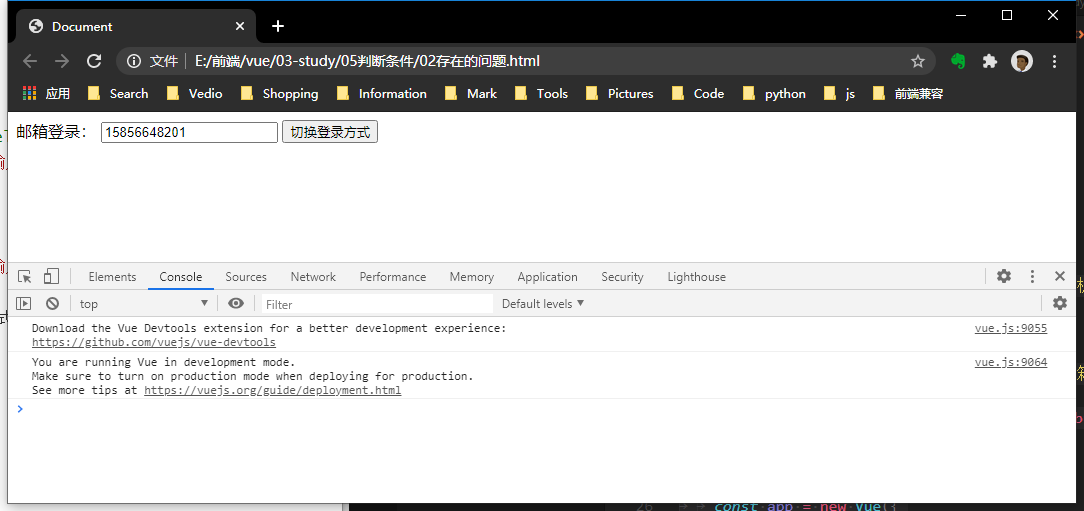 Document
文件 E:/前端/vue/03-study/05判断条件/02存在的问题.html
应用 Search Vedio Shopping Information Mark Tools Pictures Code python js 前端兼容
邮箱登录： 15856648201 切换登录方式
Elements Console Sources Network Performance Memory Application Security Lighthouse
top Filter Default levels
Download the Vue Devtools extension for a better development experience: vue.js:9055
https://github.com/vuejs/vue-devtools
You are running Vue in development mode. vue.js:9064
Make sure to turn on production mode when deploying for production.
See more tips at https://vuejs.org/guide/deployment.html
26 const app = new Vue({